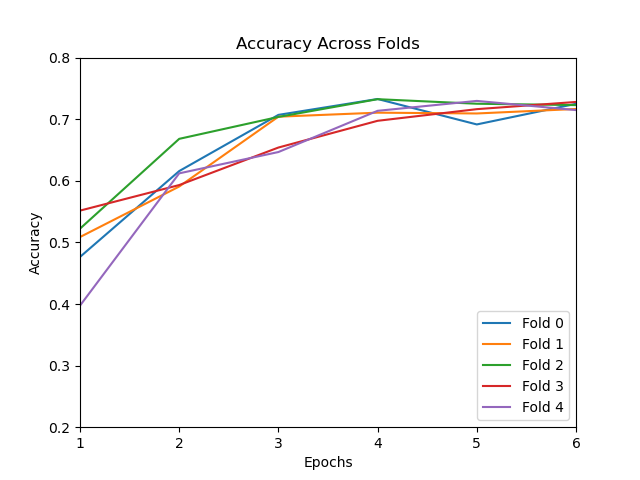 Accuracy Across Folds
0.8
0.7
0.6
0.5
0.4
0.3
0.2
Accuracy
1 2 3 4 5 6
Epochs
Fold 0
Fold 1
Fold 2
Fold 3
Fold 4